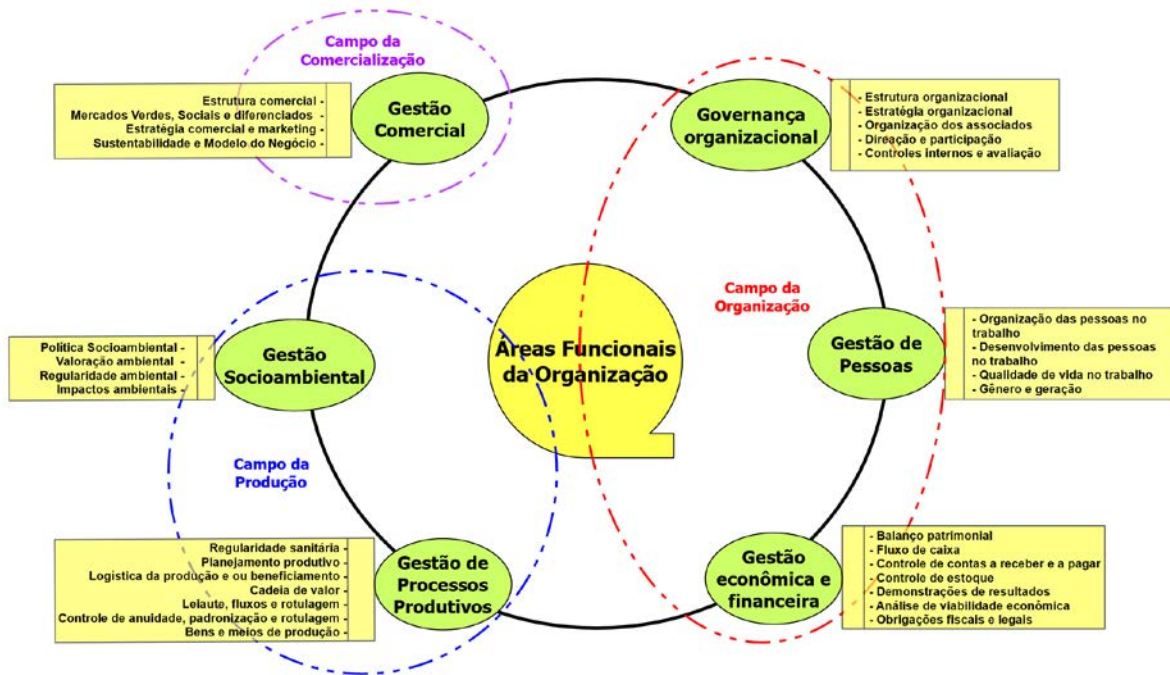 Campo da
Comercialização
Estrutura comercial -
Mercados Verdes, Sociais e diferenciados -
Estratégia comercial e marketing -
Sustentabilidade e Modelo do Negócio -
Gestão
Comercial
Governança
organizacional
- Estrutura organizacional
- Estratégia organizacional
- Organização dos associados
- Direção e participação
- Controles internos e avaliação
Campo da
Organização
Áreas Funcionais
da Organização
Política Socioambiental -
Valoração ambiental -
Regularidade ambiental -
Impactos ambientais -
Gestão
Socioambiental
Gestão de
Pessoas
- Organização das pessoas no
trabalho
- Desenvolvimento das pessoas
no trabalho
- Qualidade de vida no trabalho
- Gênero e geração
Campo da
Produção
Regularidade sanitária -
Planejamento produtivo -
Logística da produção e ou beneficiamento -
Cadeia de valor -
Leiaute, fluxos e rotulagem -
Controle de anuidade, padronização e rotulagem -
Bens e meios de produção -
Gestão de
Processos
Produtivos
Gestão
econômica e
financeira
- Balanço patrimonial
- Fluxo de caixa
- Controle de contas a receber e a pagar
- Controle de estoque
- Demonstrações de resultados
- Análise de viabilidade econômica
- Obrigações fiscais e legais